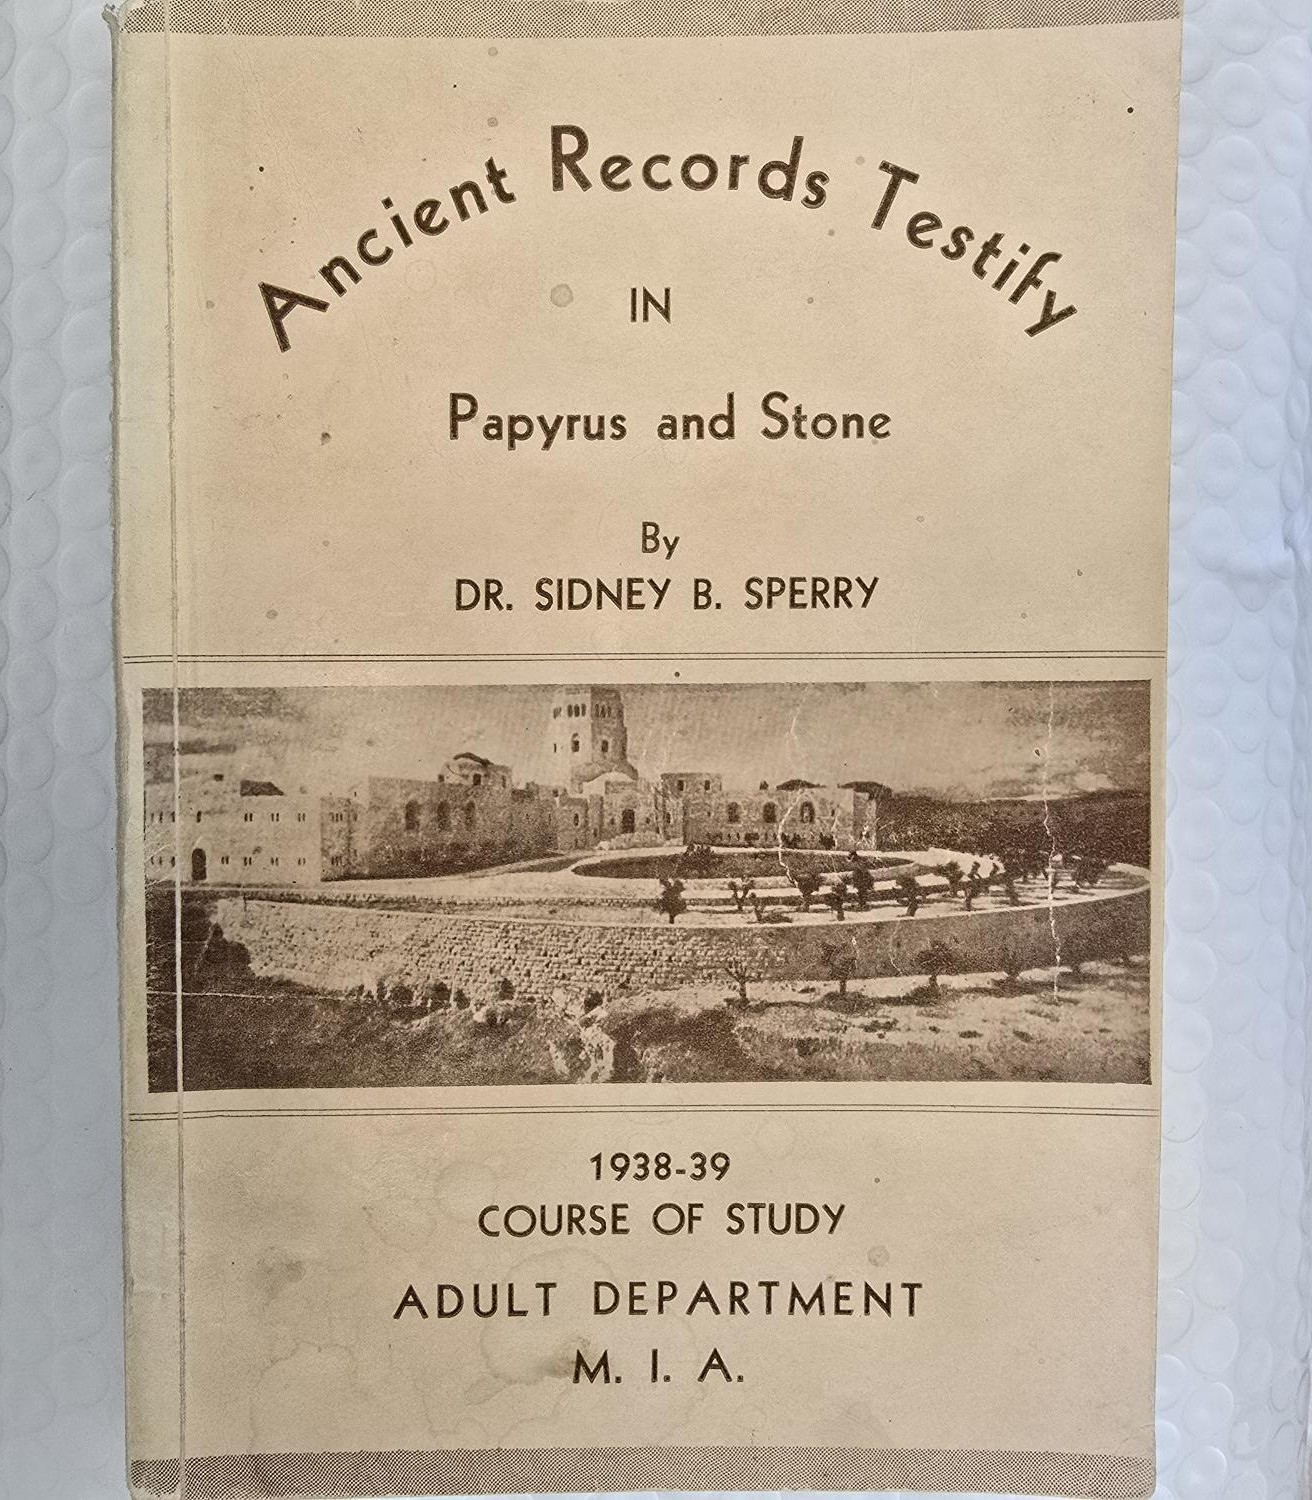 Ancient Records Testify
IN
Papyrus and Stone
By
DR. SIDNEY B. SPERRY
1938-39
COURSE OF STUDY
ADULT DEPARTMENT
M. I. A.